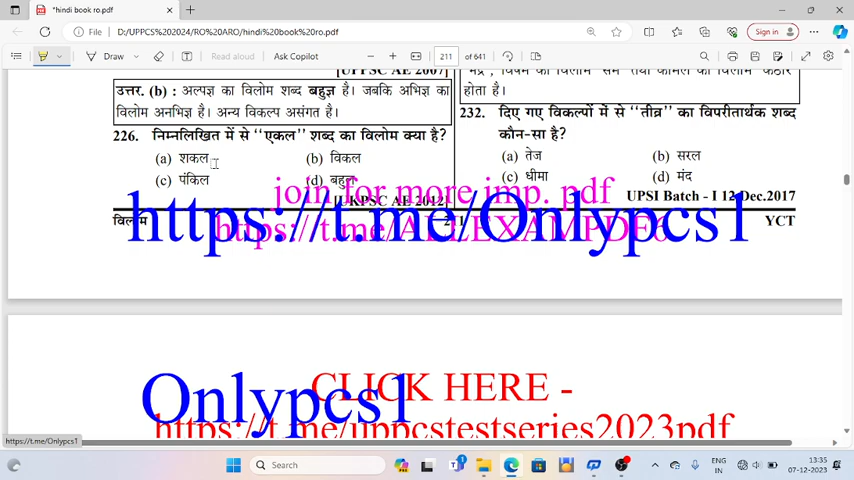 *hindi book ro.pdf
File
D:/UPPCS%202024/RO%20ARO/hindi%20book%20ro.pdf
Sign in
Draw
Read aloud
Ask Copilot
211 of 641
[UPPSC AE 2007]
उत्तर. (b) : अल्पज्ञ का विलोम शब्द बहुज्ञ है। जबकि अभिज्ञ का
विलोम अनभिज्ञ है। अन्य विकल्प असंगत है।
226. निम्नलिखित में से ‘‘एकल’’ शब्द का विलोम क्या है?
(a) शकल (b) विकल
(c) पंकिल (d) बहुल
[UKPSC AE 2012]
विलोम
होता है।
232. दिए गए विकल्पों में से ‘‘तीव्र’’ का विपरीतार्थक शब्द
कौन-सा है?
(a) तेज (b) सरल
(c) धीमा (d) मंद
UPSI Batch - I 12 Dec.2017
YCT
join for more imp. pdf
https://t.me/Onlypcs1
Onlypcs1
CLICK HERE -
https://t.me/uppcstestseries2023pdf
https://t.me/Onlypcs1
Search
ENG
IN
13:35
07-12-2023